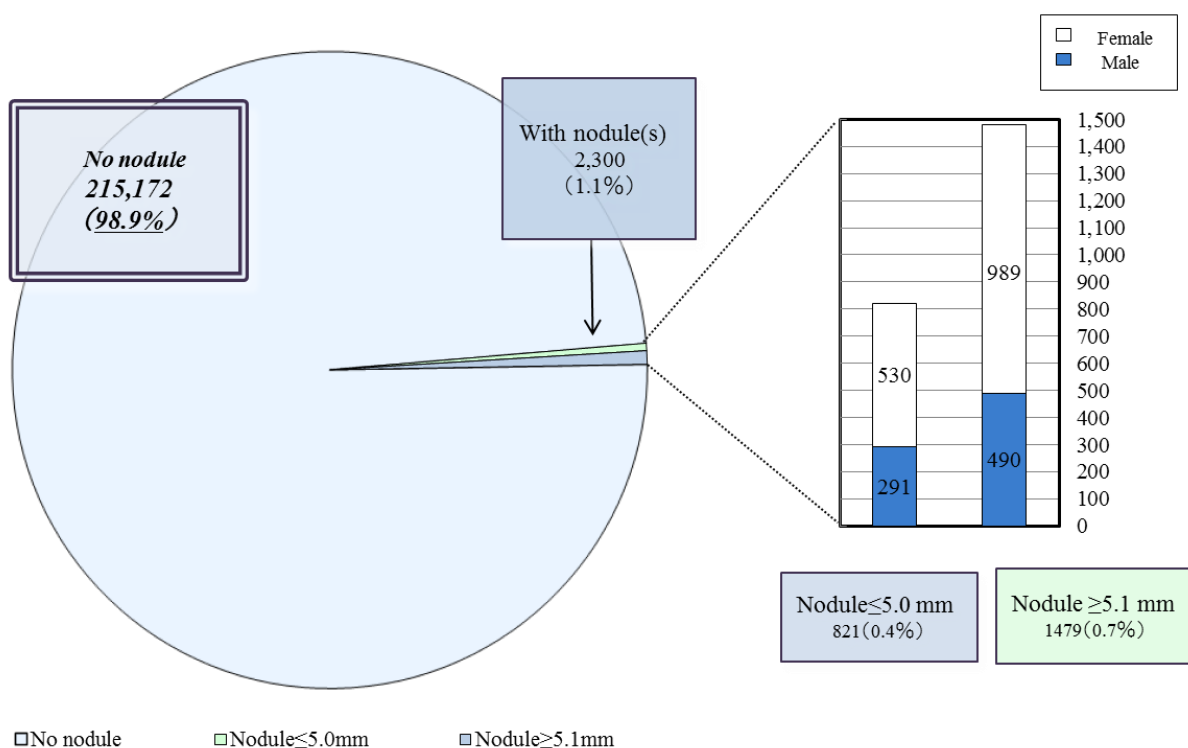 Female
Male
No nodule
215,172
(98.9%)
With nodule(s)
2,300
(1.1%)
1,500
1,400
1,300
1,200
1,100
1,000
900
800
700
600
500
400
300
200
100
0
989
530
490
291
Nodule≤5.0 mm
821(0.4%)
Nodule ≥5.1 mm
1479(0.7%)
No nodule
Nodule≤5.0mm
Nodule≥5.1mm